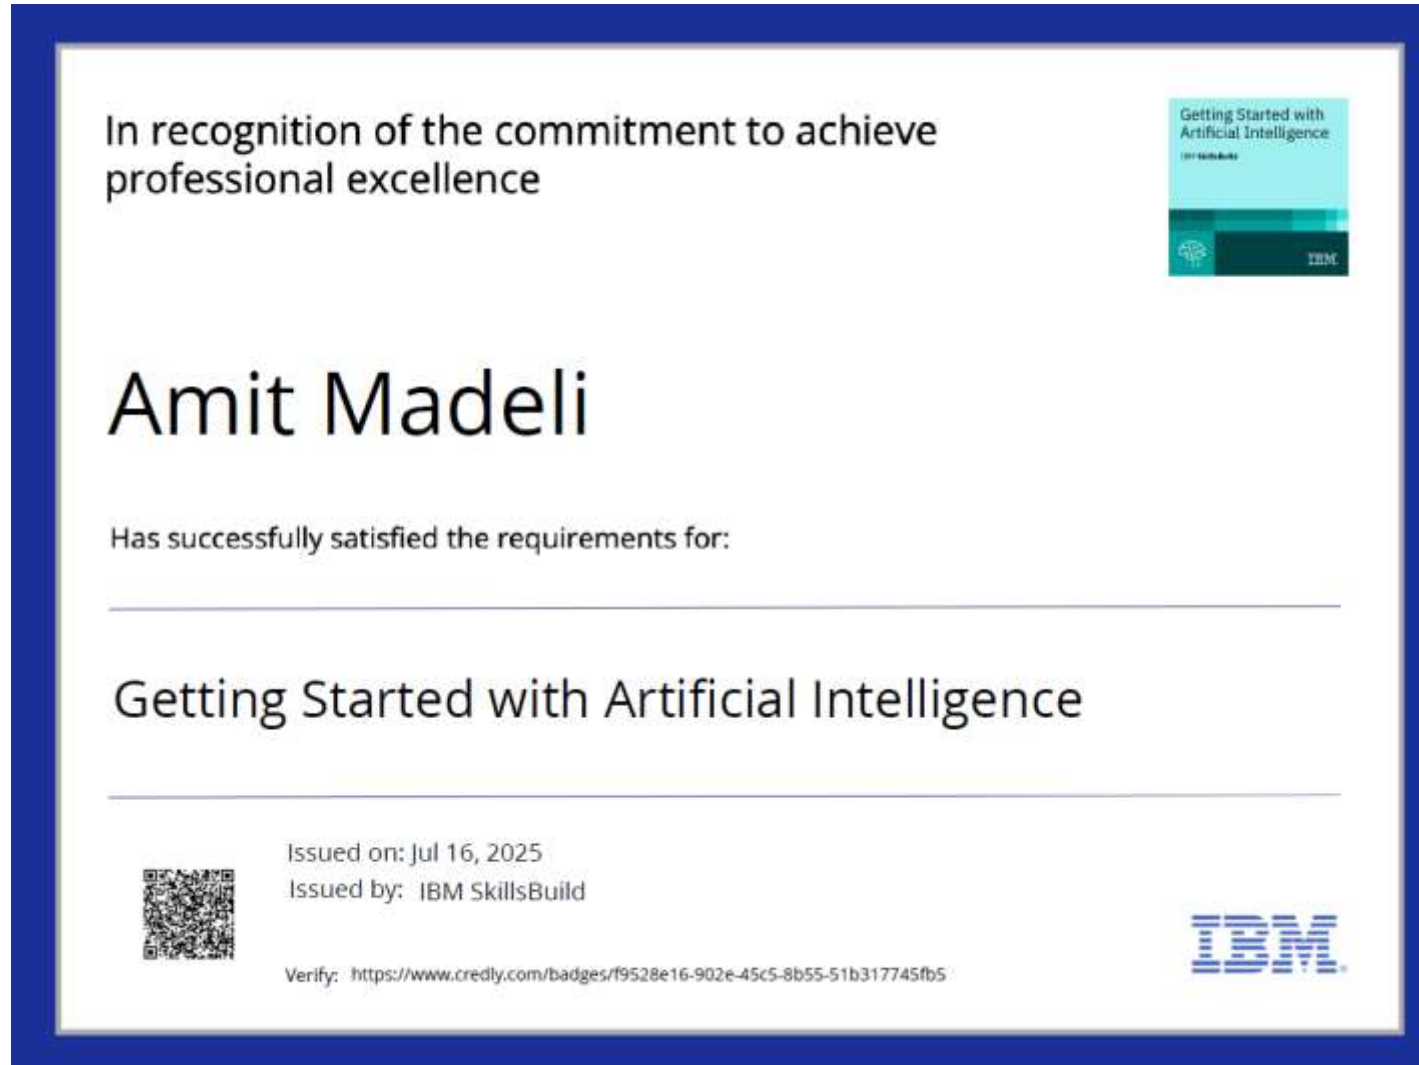 In recognition of the commitment to achieve
professional excellence
Getting Started with
Artificial Intelligence
IBM SkillsBuild
IBM
Amit Madeli
Has successfully satisfied the requirements for:
Getting Started with Artificial Intelligence
Issued on: Jul 16, 2025
Issued by: IBM SkillsBuild
Verify: https://www.credly.com/badges/f9528e16-902e-45c5-8b55-51b317745fb5
IBM